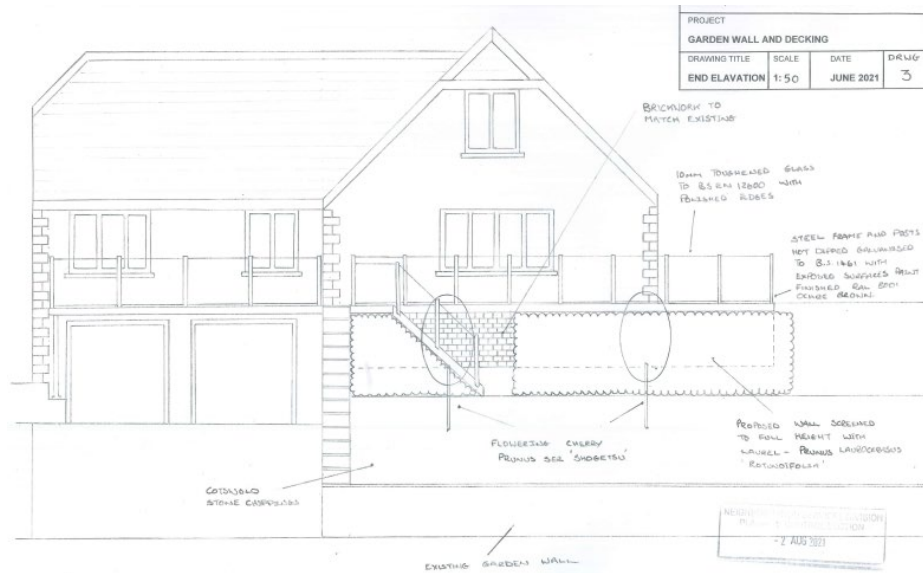 PROJECT
GARDEN WALL AND DECKING
DRAWING TITLE SCALE DATE DRWG
END ELAVATION 1:50 JUNE 2021 3
BRICKWORK TO
MATCH EXISTING
10mm TOUGHENED GLASS
TO B.S EN 12600 WITH
POLISHED EDGES
STEEL FRAME AND POSTS
HOT DIPPED GALVANISED
TO B.S. 1461 WITH
EXPOSED SURFACES PAINT
FINISHED RAL 8001
OCHRE BROWN
PROPOSED WALL SCREENED
TO FULL HEIGHT WITH
LAUREL - PRUNUS LAUROCERASUS
'ROTUNDIFOLIA'
FLOWERING CHERRY
PRUNUS SER 'SHOGETSU'
COTSWOLD
STONE CHIPPINGS
- 2 AUG 2021
EXISTING GARDEN WALL